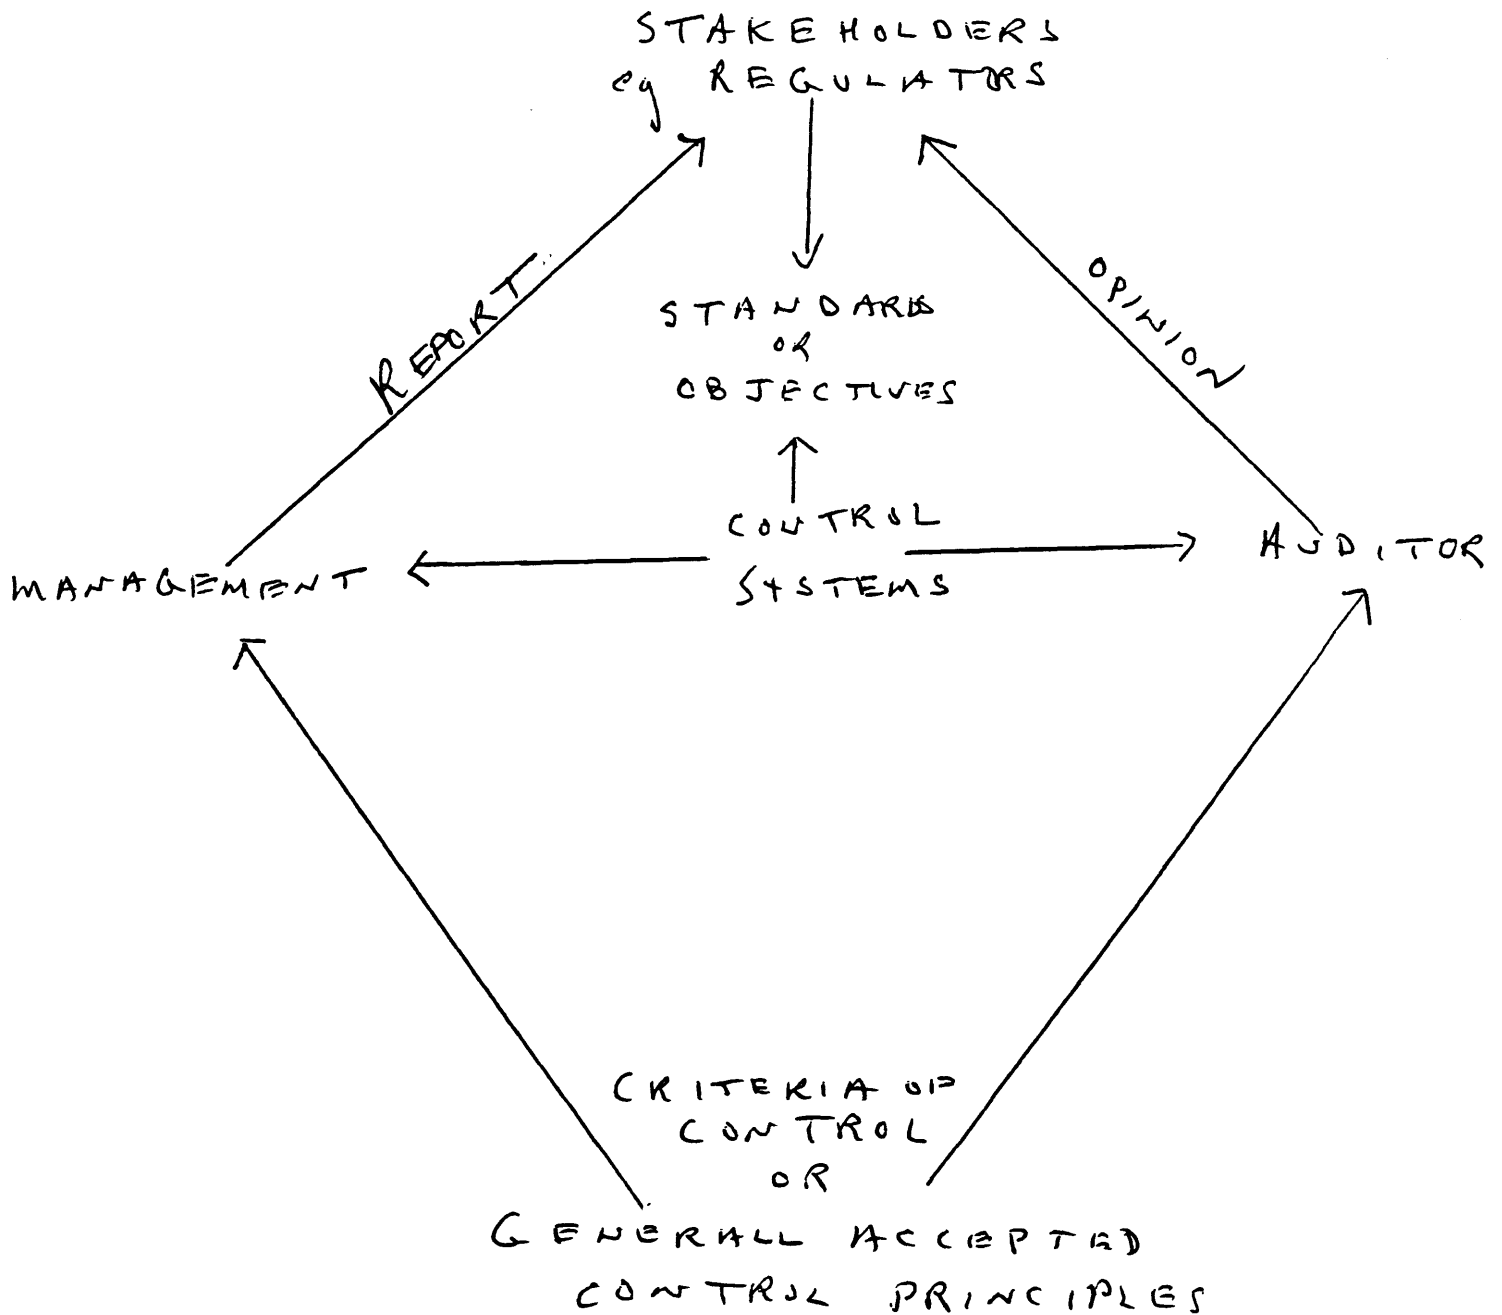 STAKEHOLDERS
eg REGULATORS
REPORT
OPINION
STANDARDS
OR
OBJECTIVES
CONTROL
SYSTEMS
MANAGEMENT
AUDITOR
CRITERIA OF
CONTROL
OR
GENERALL ACCEPTED
CONTROL PRINCIPLES